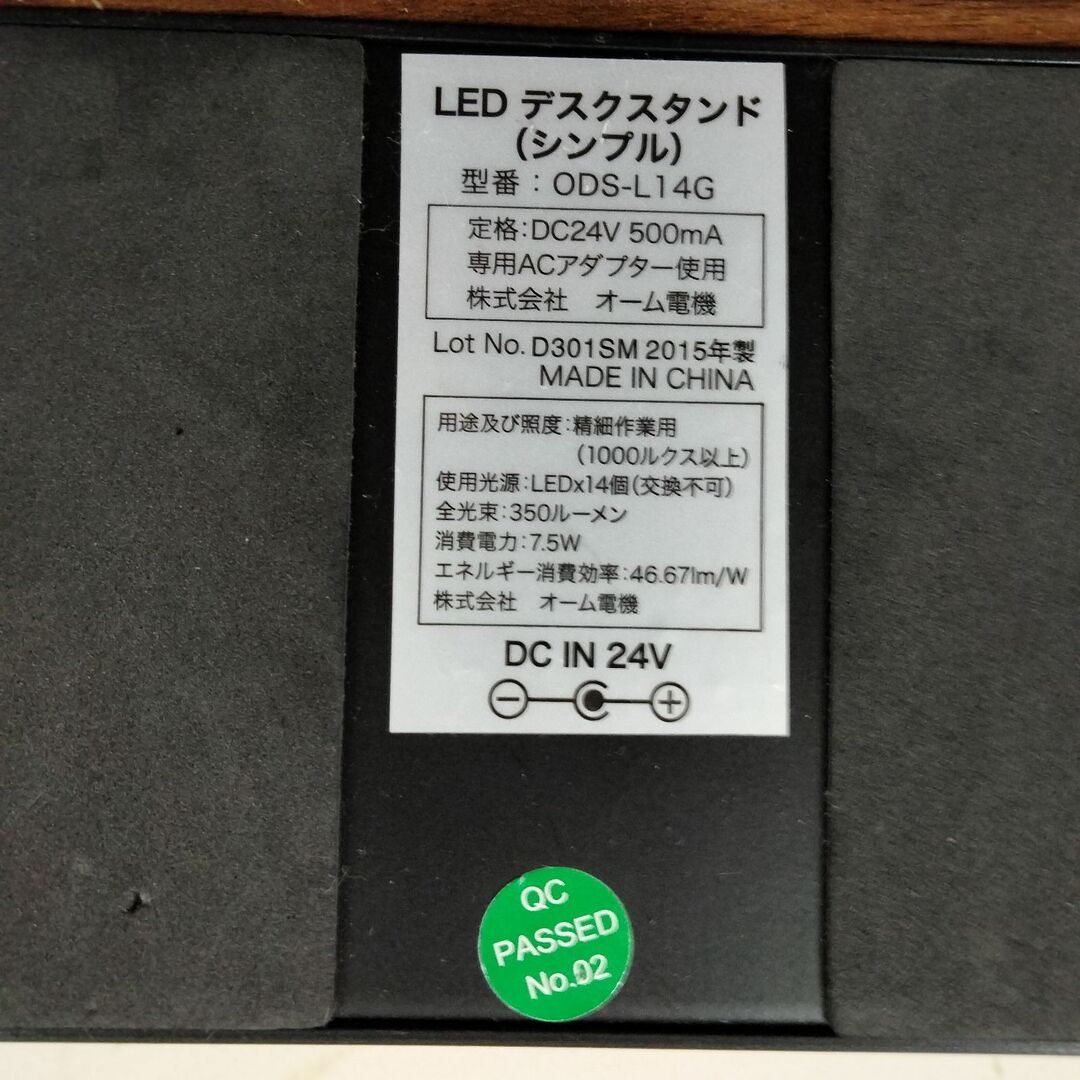 LED デスクスタンド
(シンプル)
型番：ODS-L14G
定格:DC24V 500mA
専用ACアダプター使用
株式会社　オーム電機
Lot No. D301SM 2015年製
MADE IN CHINA
用途及び照度:精細作業用
(1000ルクス以上)
使用光源:LEDx14個(交換不可)
全光束:350ルーメン
消費電力:7.5W
エネルギー消費効率:46.67lm/W
株式会社　オーム電機
DC IN 24V
QC
PASSED
No.02